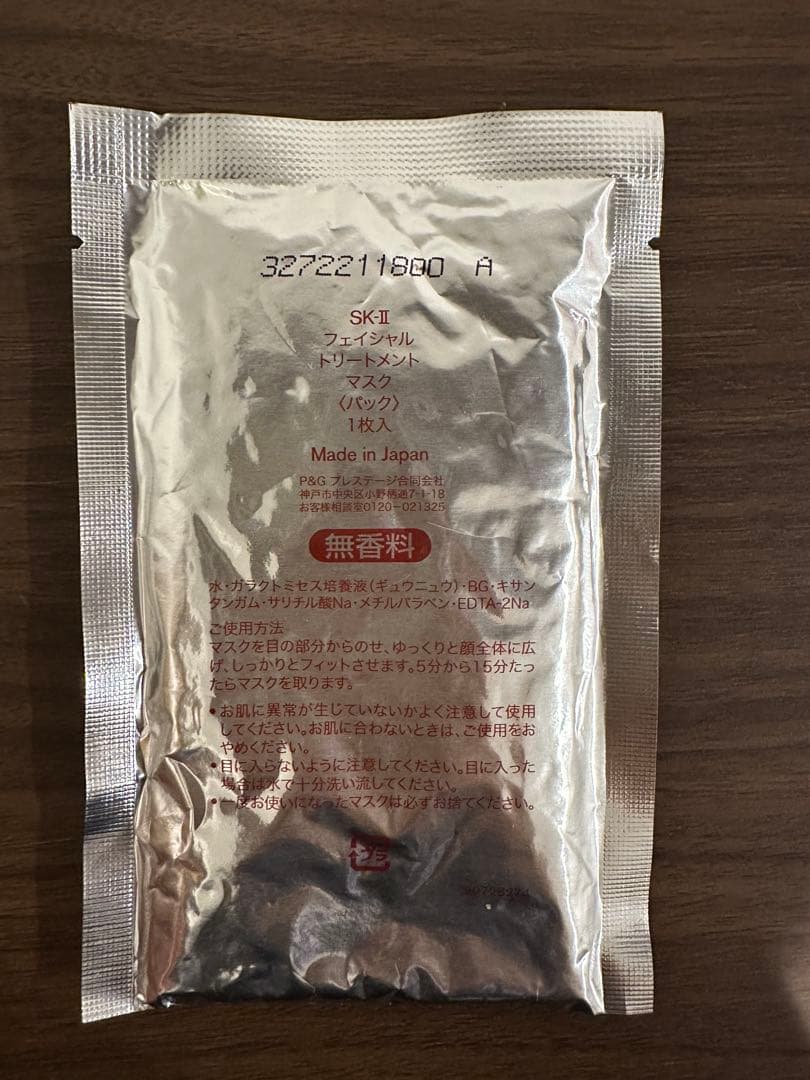 3272211800 A
SK-II
フェイシャル
トリートメント
マスク
〈パック〉
1枚入
Made in Japan
P&G プレステージ合同会社
神戸市中央区小野柄通7-1-18
お客様相談室0120-021325
無香料
水・ガラクトミセス培養液(ギュウニュウ)・BG・キサン
タンガム・サリチル酸Na・メチルパラベン・EDTA-2Na
ご使用方法
マスクを目の部分からのせ、ゆっくりと顔全体に広
げ、しっかりとフィットさせます。5分から15分たっ
たらマスクを取ります。
•お肌に異常が生じていないかよく注意して使用
してください。お肌に合わないときは、ご使用をお
やめください。
•目に入らないように注意してください。目に入った
場合は水で十分洗い流してください。
•一度お使いになったマスクは必ずお捨てください。
プラ